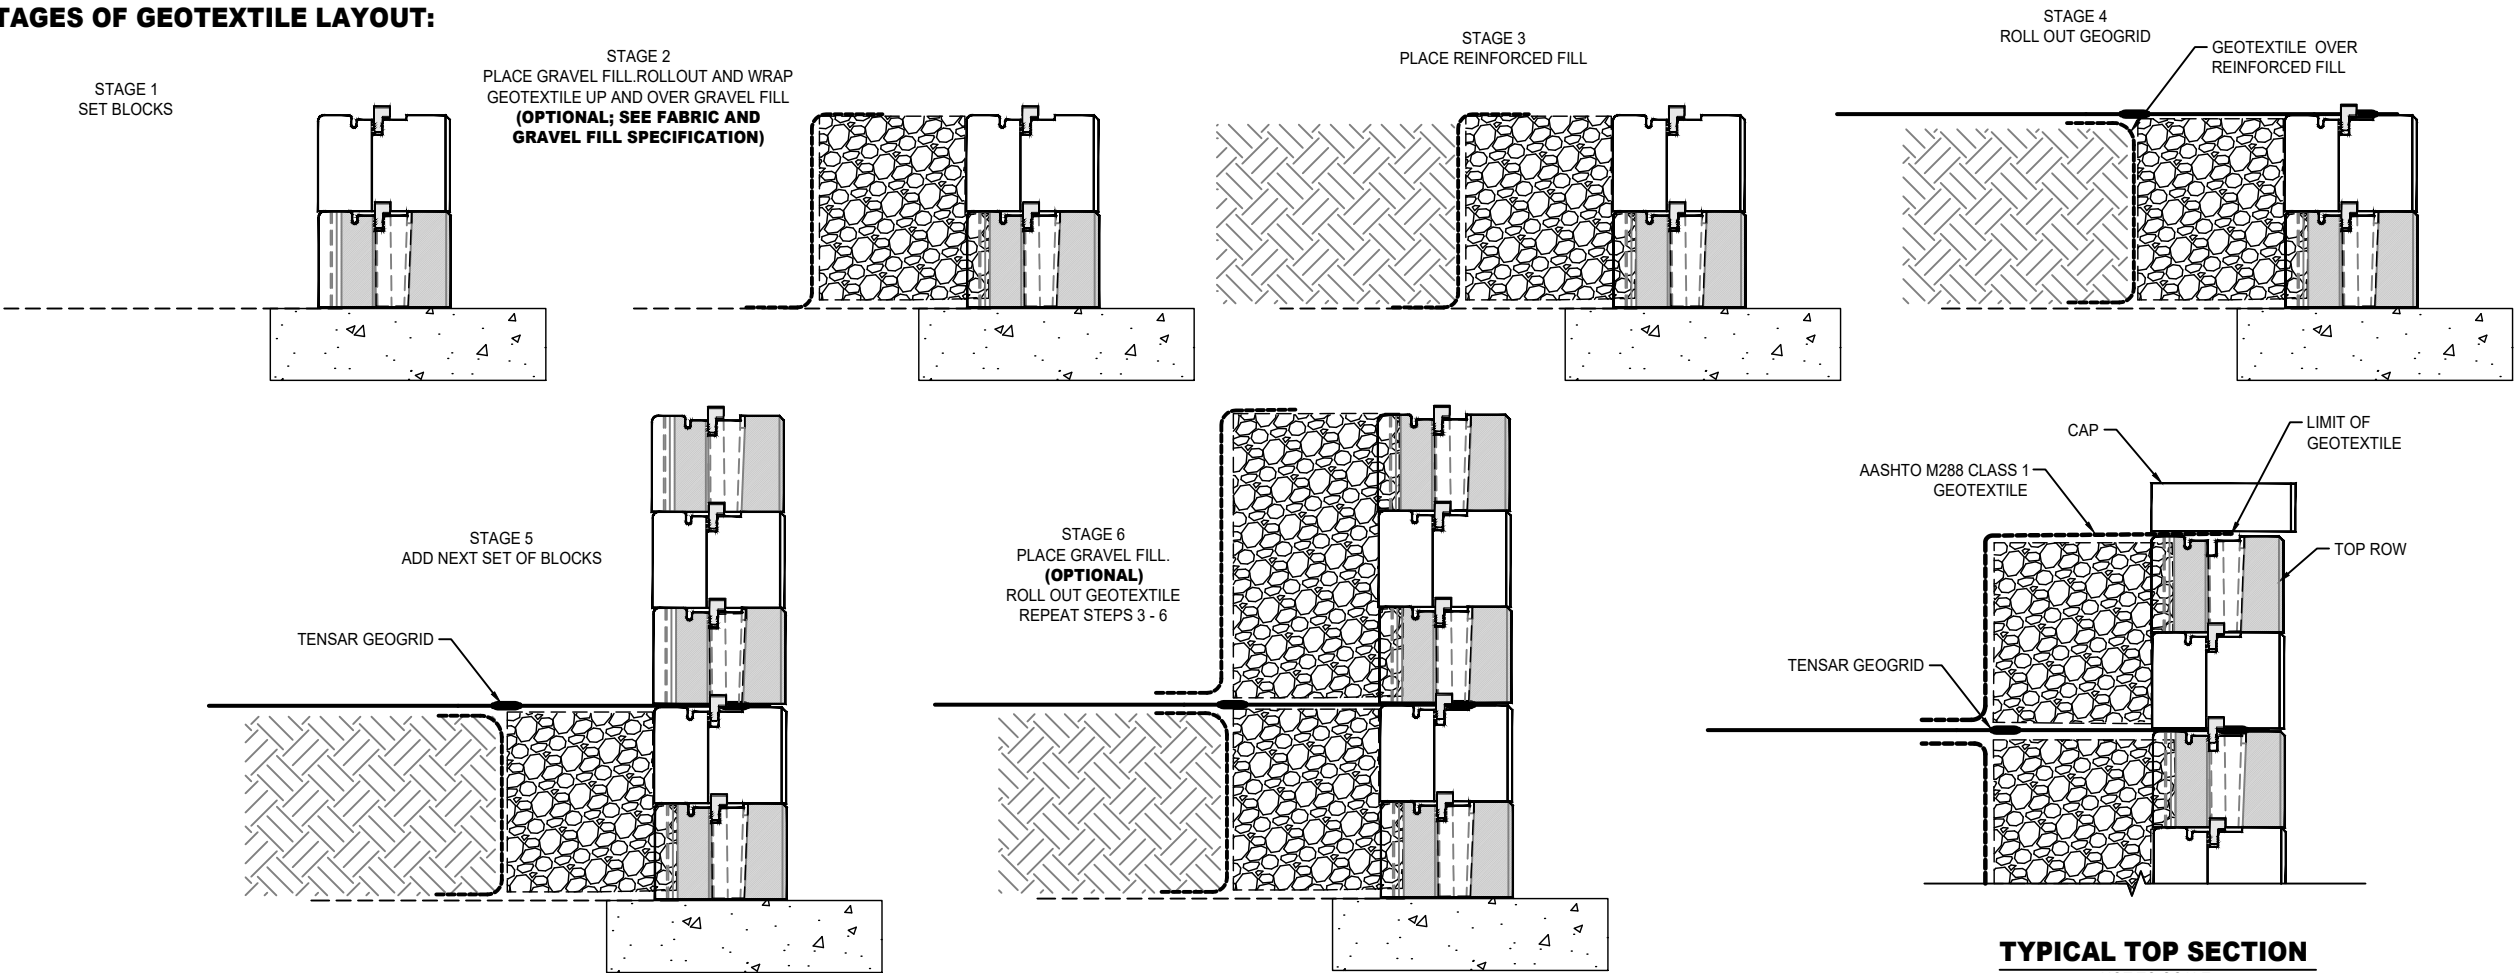 TAGES OF GEOTEXTILE LAYOUT:
STAGE 1
SET BLOCKS
STAGE 2
PLACE GRAVEL FILL.ROLLOUT AND WRAP
GEOTEXTILE UP AND OVER GRAVEL FILL
(OPTIONAL; SEE FABRIC AND
GRAVEL FILL SPECIFICATION)
STAGE 3
PLACE REINFORCED FILL
STAGE 4
ROLL OUT GEOGRID
GEOTEXTILE OVER
REINFORCED FILL
STAGE 5
ADD NEXT SET OF BLOCKS
TENSAR GEOGRID
STAGE 6
PLACE GRAVEL FILL.
(OPTIONAL)
ROLL OUT GEOTEXTILE
REPEAT STEPS 3 - 6
CAP
LIMIT OF
GEOTEXTILE
AASHTO M288 CLASS 1
GEOTEXTILE
TOP ROW
TENSAR GEOGRID
TYPICAL TOP SECTION